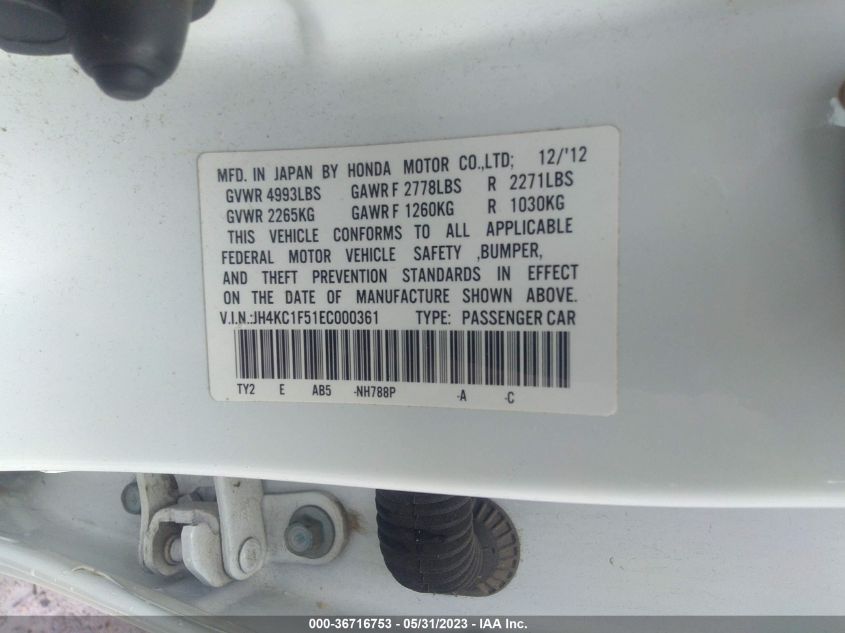 MFD. IN JAPAN BY HONDA MOTOR CO.,LTD; 12/'12
GVWR 4993LBS GAWR F 2778LBS R 2271LBS
GVWR 2265KG GAWR F 1260KG R 1030KG
THIS VEHICLE CONFORMS TO ALL APPLICABLE
FEDERAL MOTOR VEHICLE SAFETY ,BUMPER,
AND THEFT PREVENTION STANDARDS IN EFFECT
ON THE DATE OF MANUFACTURE SHOWN ABOVE.
V.I.N.:JH4KC1F51EC000361 TYPE: PASSENGER CAR
TY2 E AB5 -NH788P -A -C
000-36716753 - 05/31/2023 - IAA Inc.